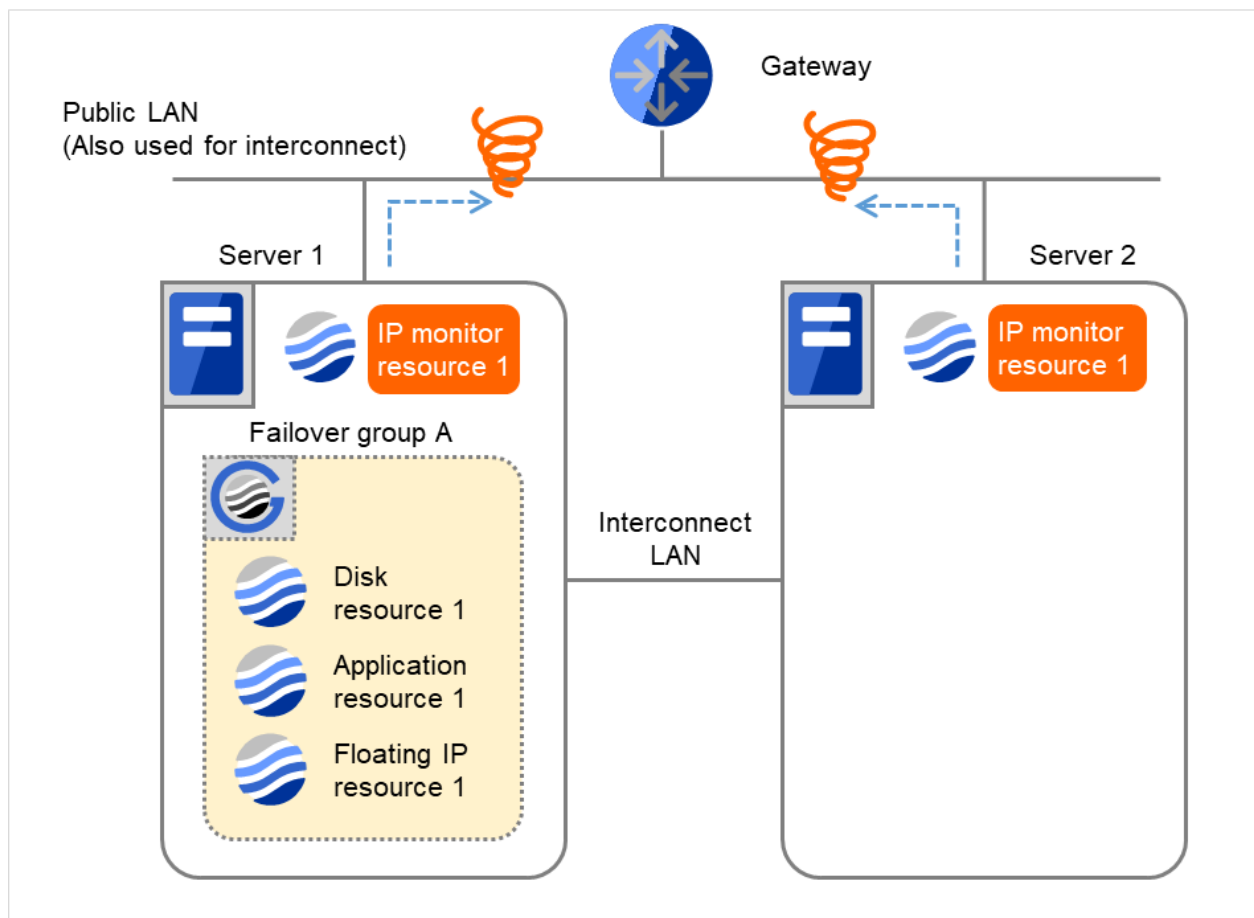 Gateway
Public LAN
(Also used for interconnect)
Server 1
Server 2
IP monitor
resource 1
IP monitor
resource 1
Failover group A
Interconnect
LAN
Disk
resource 1
Application
resource 1
Floating IP
resource 1